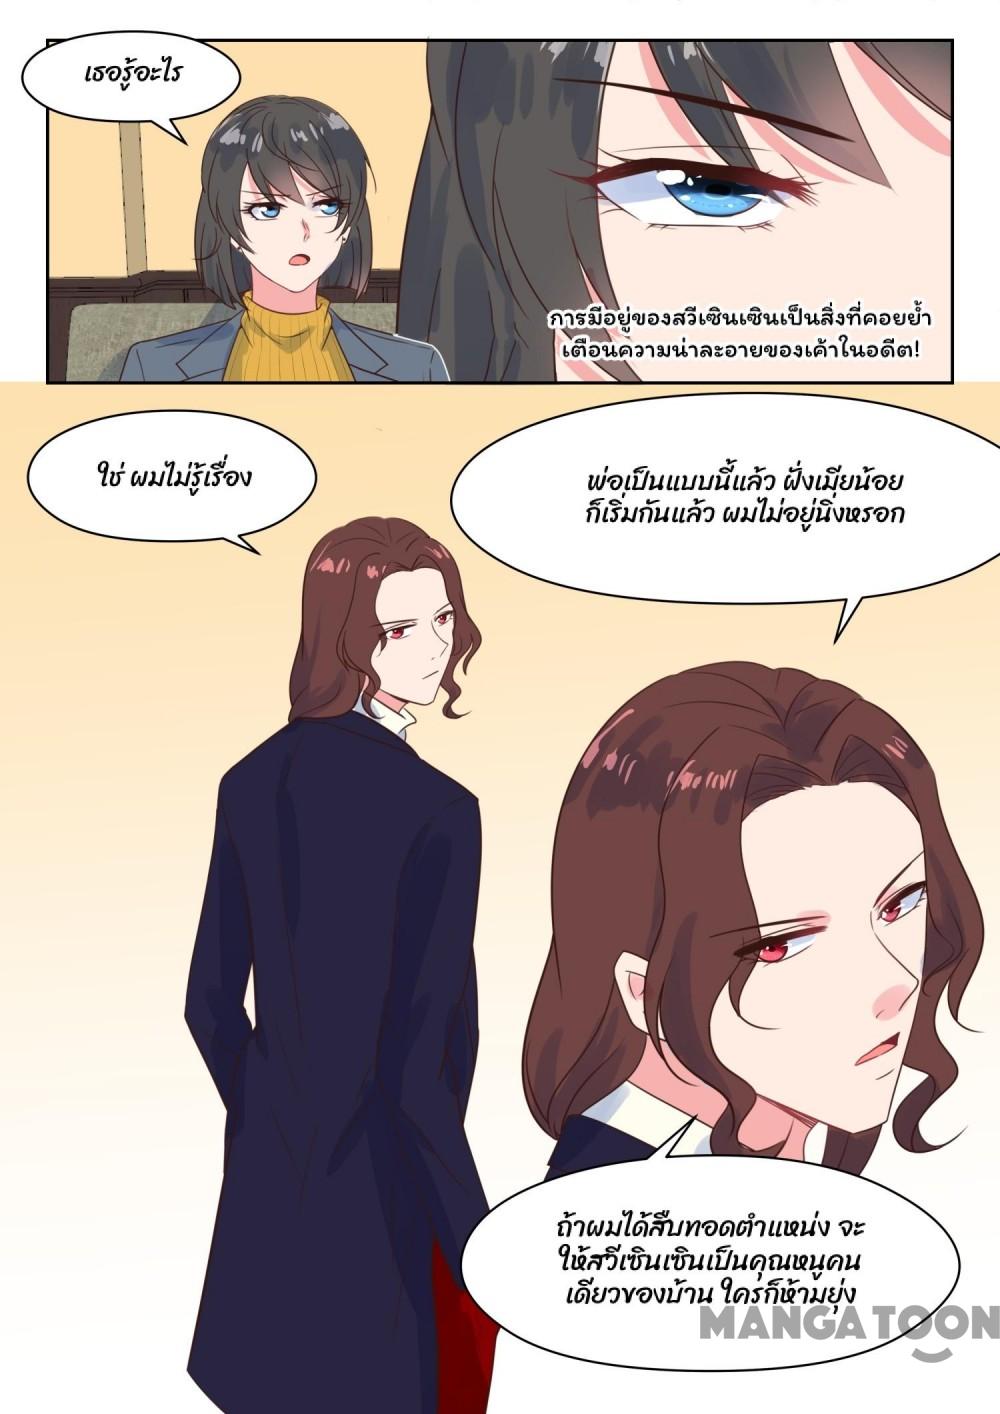 เธอรู้อะไร
การมีอยู่ของสวีเซินเซินเป็นสิ่งที่คอยย้ำ
เตือนความน่าละอายของเค้าในอดีต!
ใช่ ผมไม่รู้เรื่อง
พ่อเป็นแบบนี้แล้ว ฝั่งเมียน้อย
ก็เริ่มกันแล้ว ผมไม่อยู่นิ่งหรอก
ถ้าผมได้สืบทอดตำแหน่ง จะ
ให้สวีเซินเซินเป็นคุณหนูคน
เดียวของบ้าน ใครก็ห้ามยุ่ง
MANGATOON